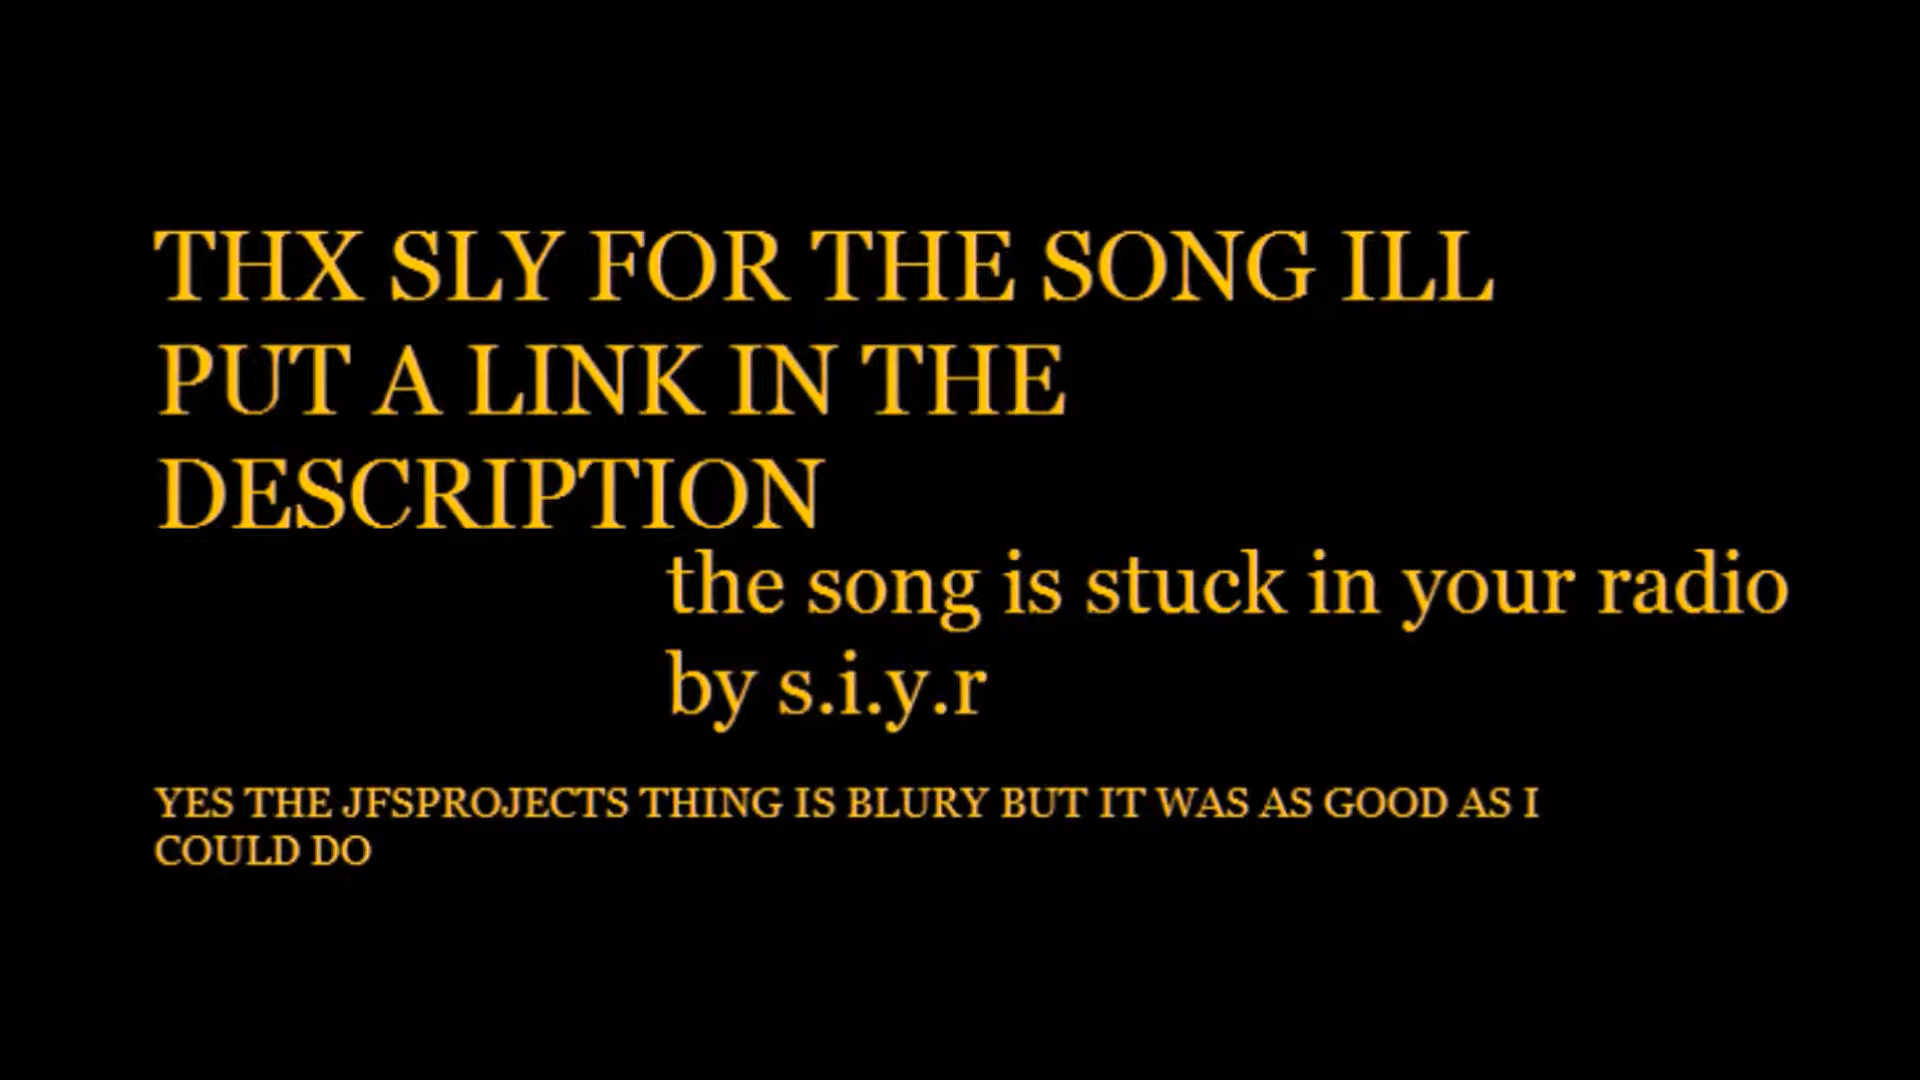 THX SLY FOR THE SONG ILL
PUT A LINK IN THE
DESCRIPTION
the song is stuck in your radio
by s.i.y.r
YES THE JFSPROJECTS THING IS BLURY BUT IT WAS AS GOOD AS I
COULD DO